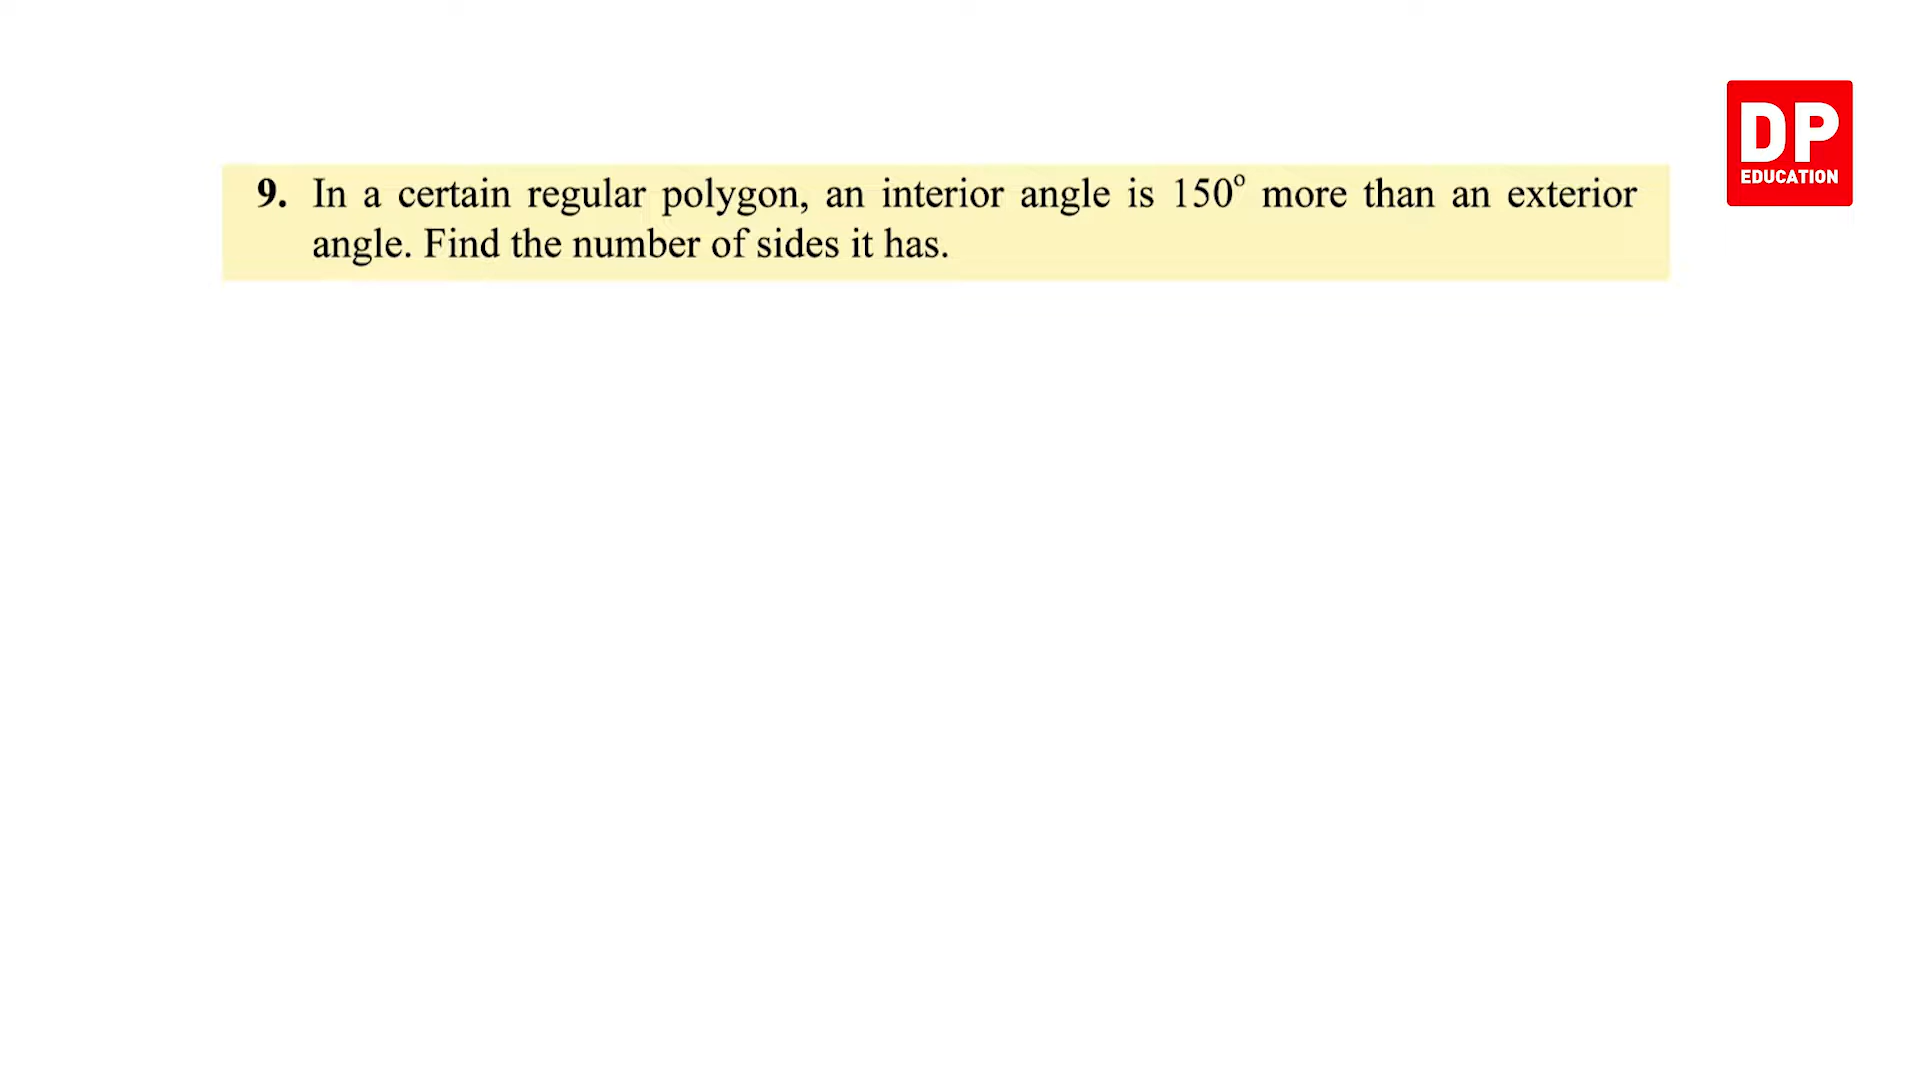 DP
EDUCATION
9. In a certain regular polygon, an interior angle is 150° more than an exterior
angle. Find the number of sides it has.